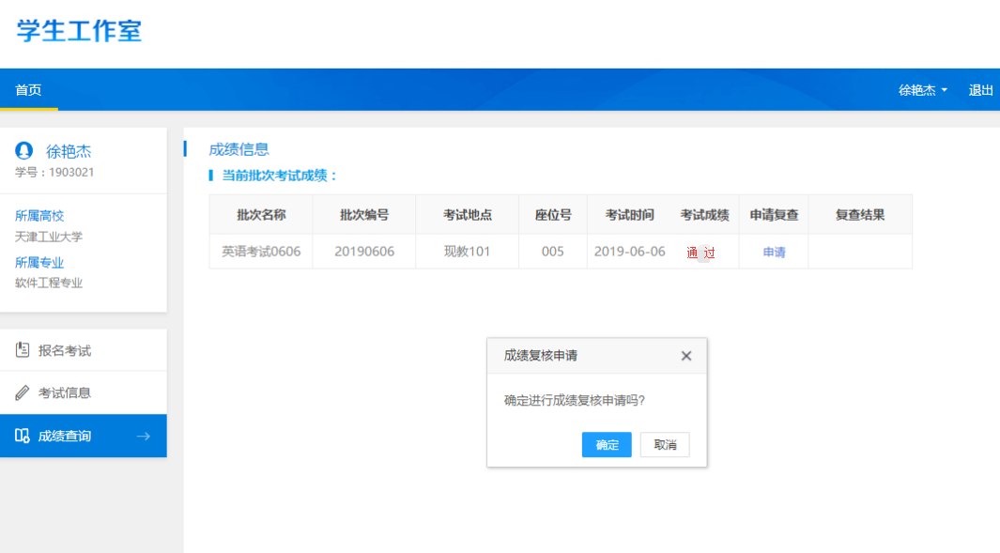 学生工作室
首页
徐艳杰
退出
徐艳杰
学号：1903021
所属高校
天津工业大学
所属专业
软件工程专业
报名考试
考试信息
成绩查询
成绩信息
当前批次考试成绩：
批次名称 批次编号 考试地点 座位号 考试时间 考试成绩 申请复查 复查结果
英语考试0606 20190606 现教101 005 2019-06-06 通 过 申请
成绩复核申请
确定进行成绩复核申请吗?
确定 取消